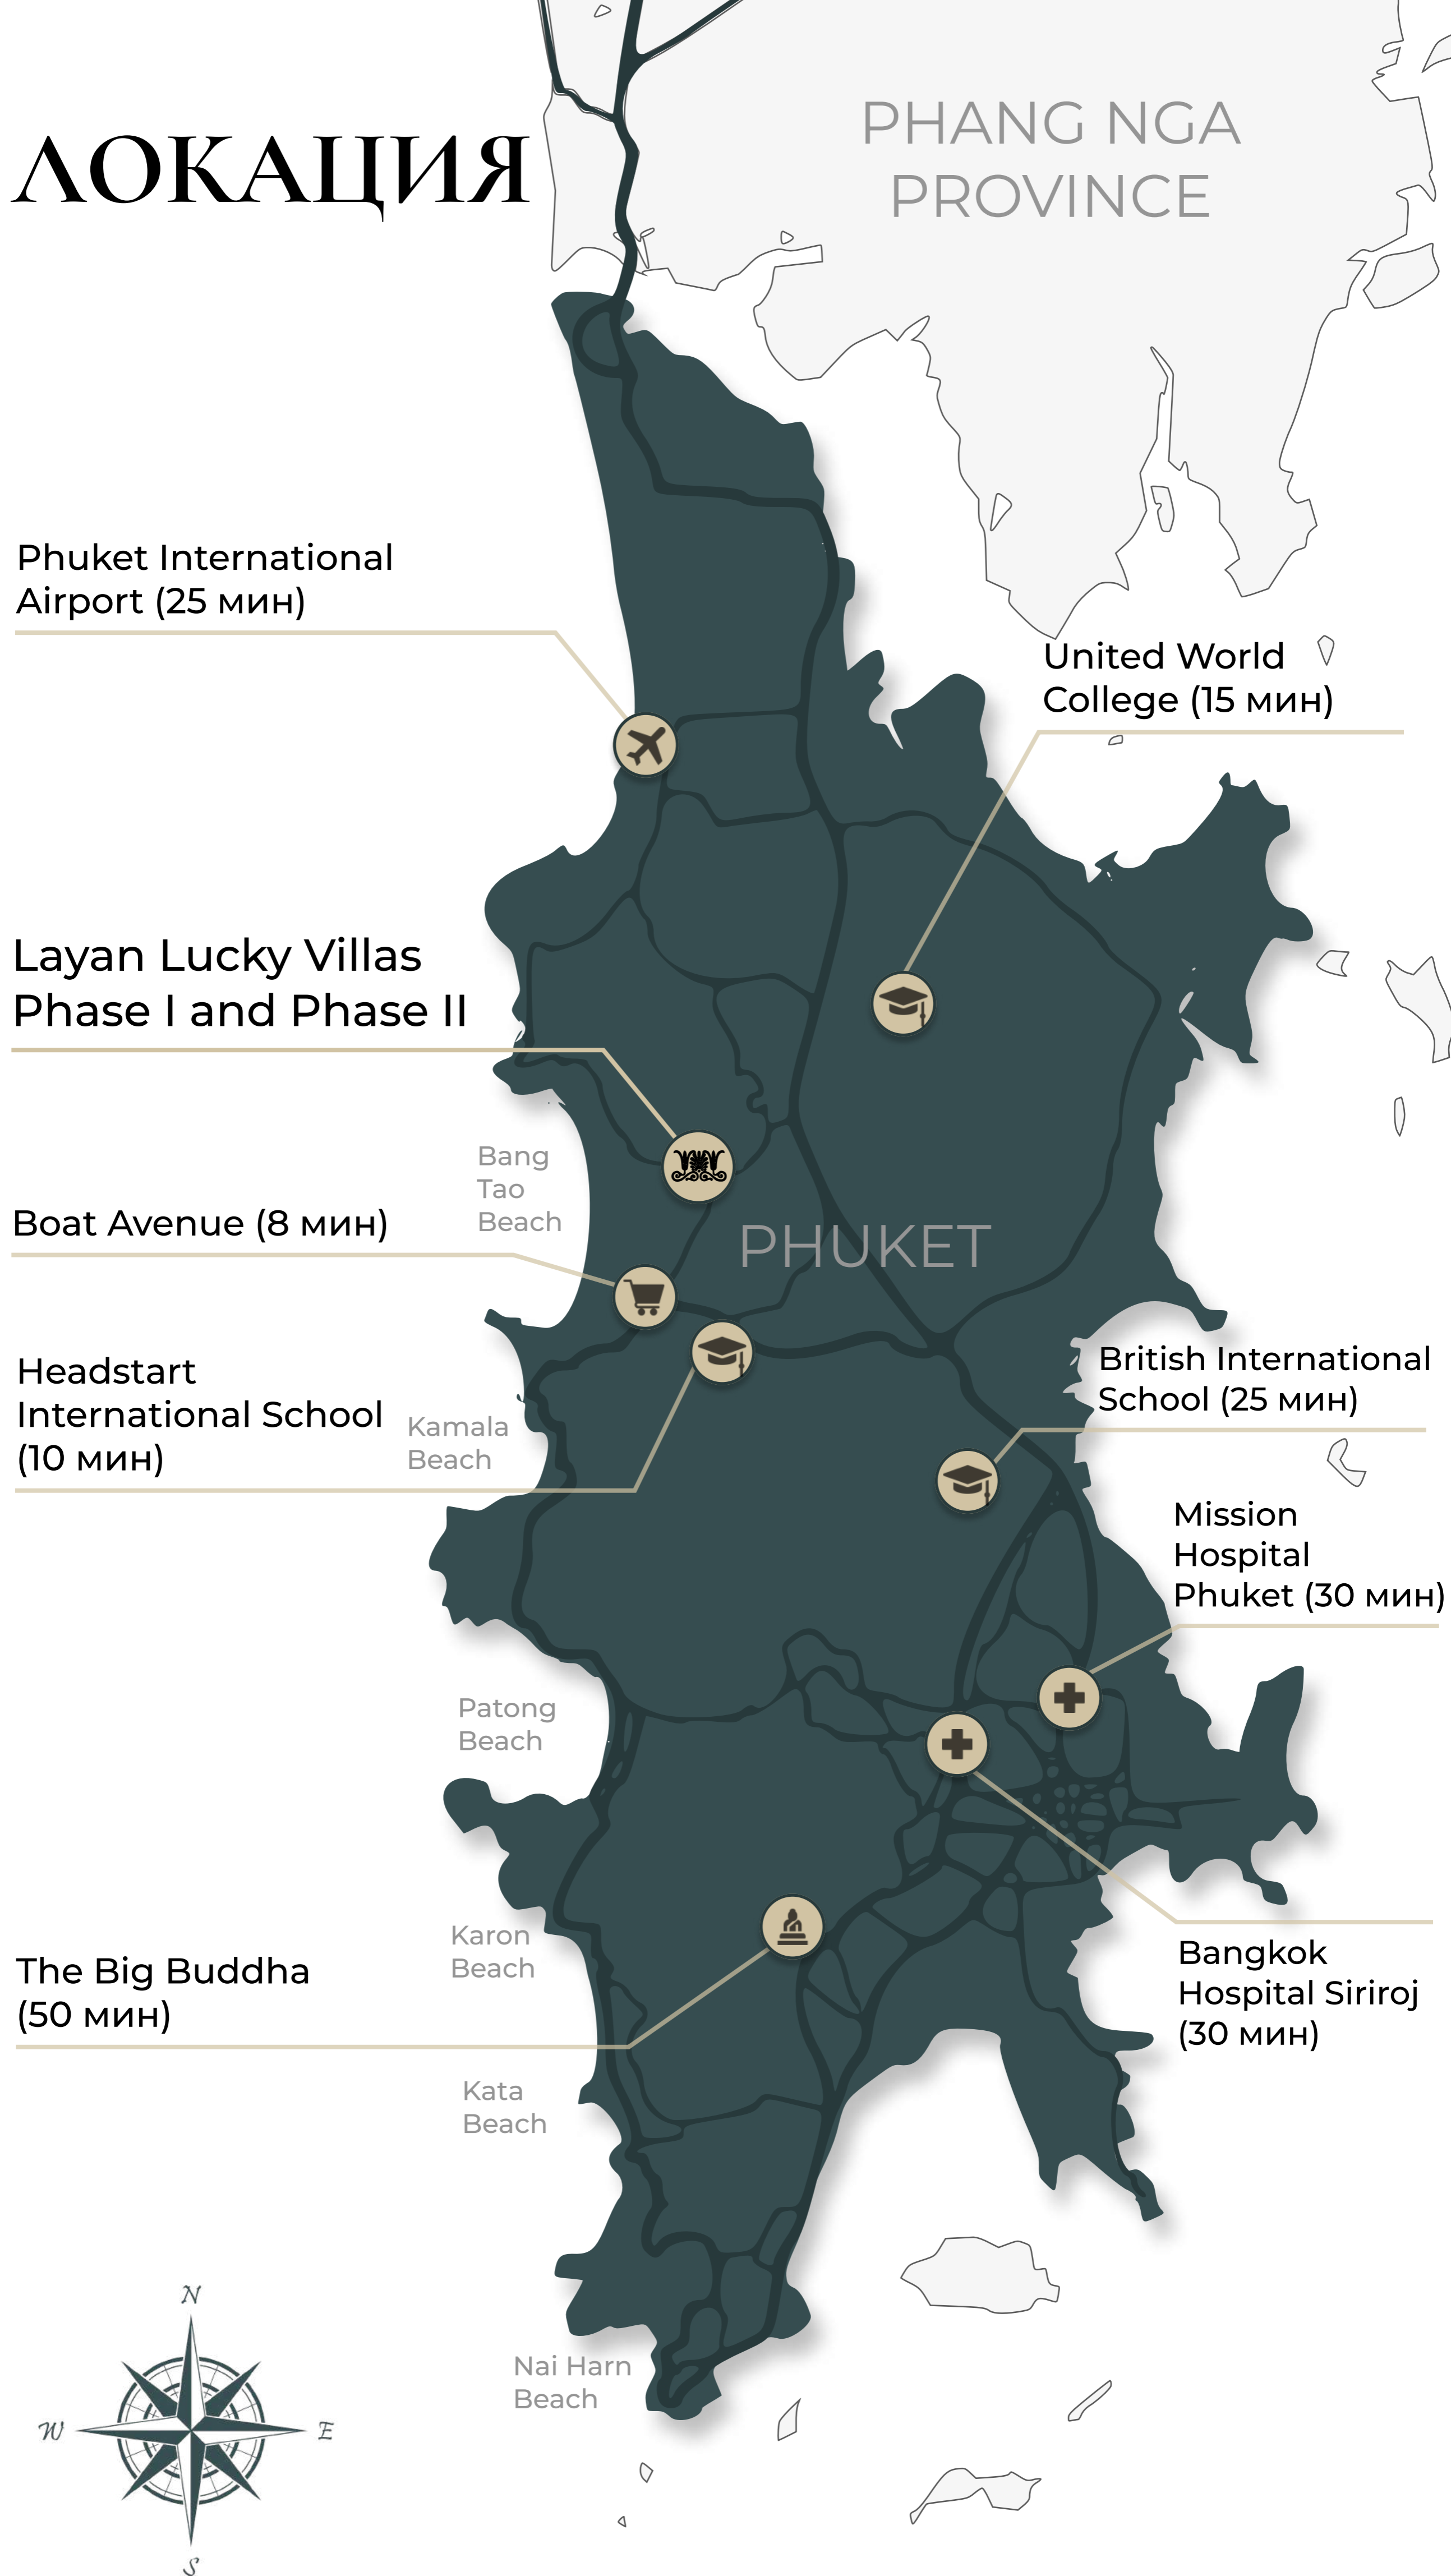 PHANG NGA
PROVINCE
ЛОКАЦИЯ
Phuket International
Airport (25 мин)
United World
College (15 мин)
Layan Lucky Villas
Phase I and Phase II
Bang
Tao
Beach
Boat Avenue (8 мин)
PHUKET
Headstart
International School
(10 мин)
Kamala
Beach
British International
School (25 мин)
Mission
Hospital
Phuket (30 мин)
Patong
Beach
Karon
Beach
The Big Buddha
(50 мин)
Bangkok
Hospital Siriroj
(30 мин)
Kata
Beach
Nai Harn
Beach
N
W
E
S